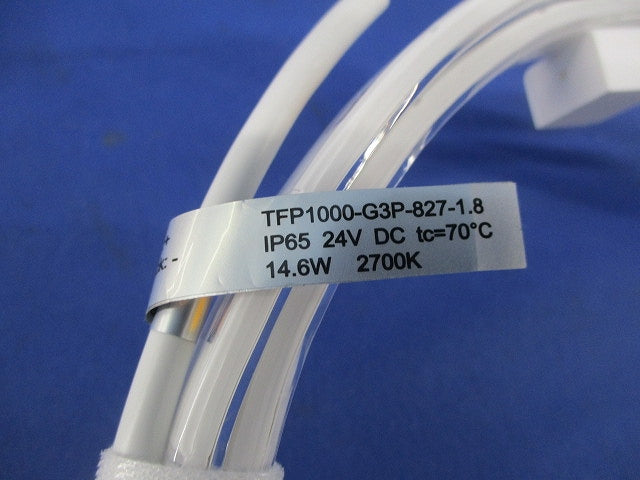 TFP1000-G3P-827-1.8
IP65 24V DC tc=70°C
14.6W 2700K
+
-